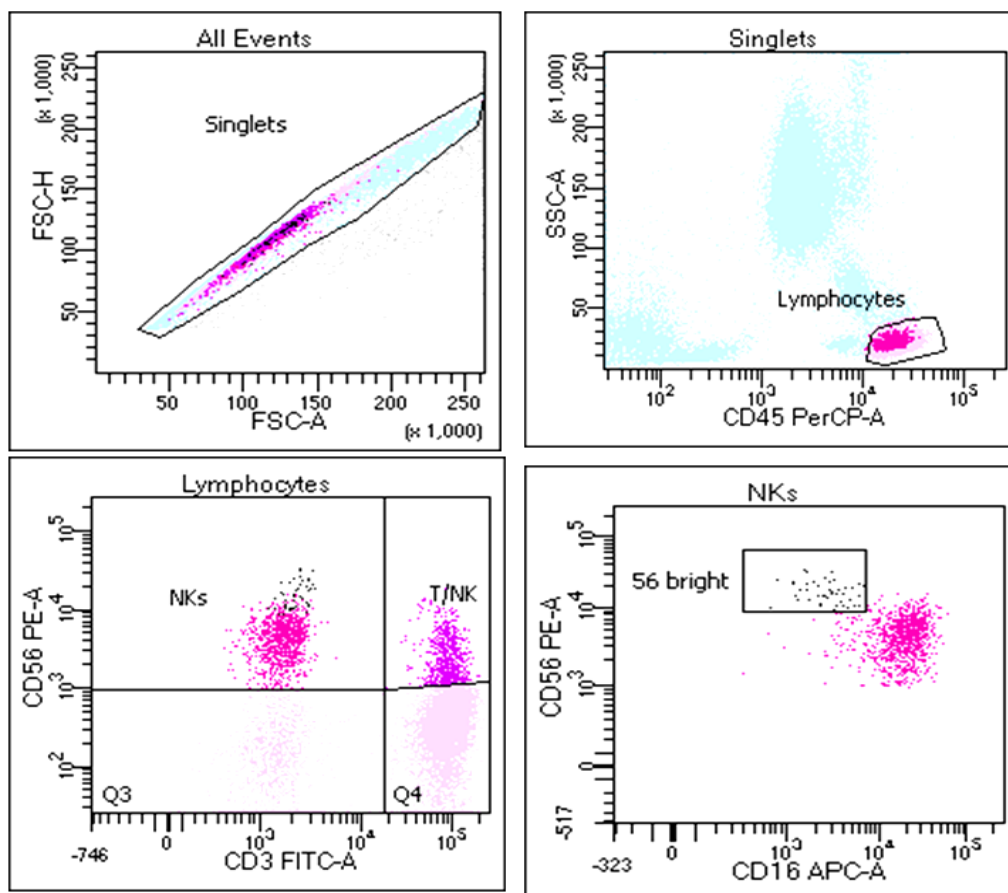 All Events
(x 1,000)
FSC-H
250
200
150
100
50
Singlets
50 100 150 200 250
FSC-A
(x 1,000)
Singlets
(x 1,000)
SSC-A
250
200
150
100
50
Lymphocytes
10² 10³ 10⁴ 10⁵
CD45 PerCP-A
Lymphocytes
CD56 PE-A
10⁵
10⁴
10³
10²
NKs
T/NK
Q3
Q4
-746
0 10³ 10⁴ 10⁵
CD3 FITC-A
NKs
CD56 PE-A
10⁵
10⁴
10³
0
-517
56 bright
-323
0 10³ 10⁴ 10⁵
CD16 APC-A